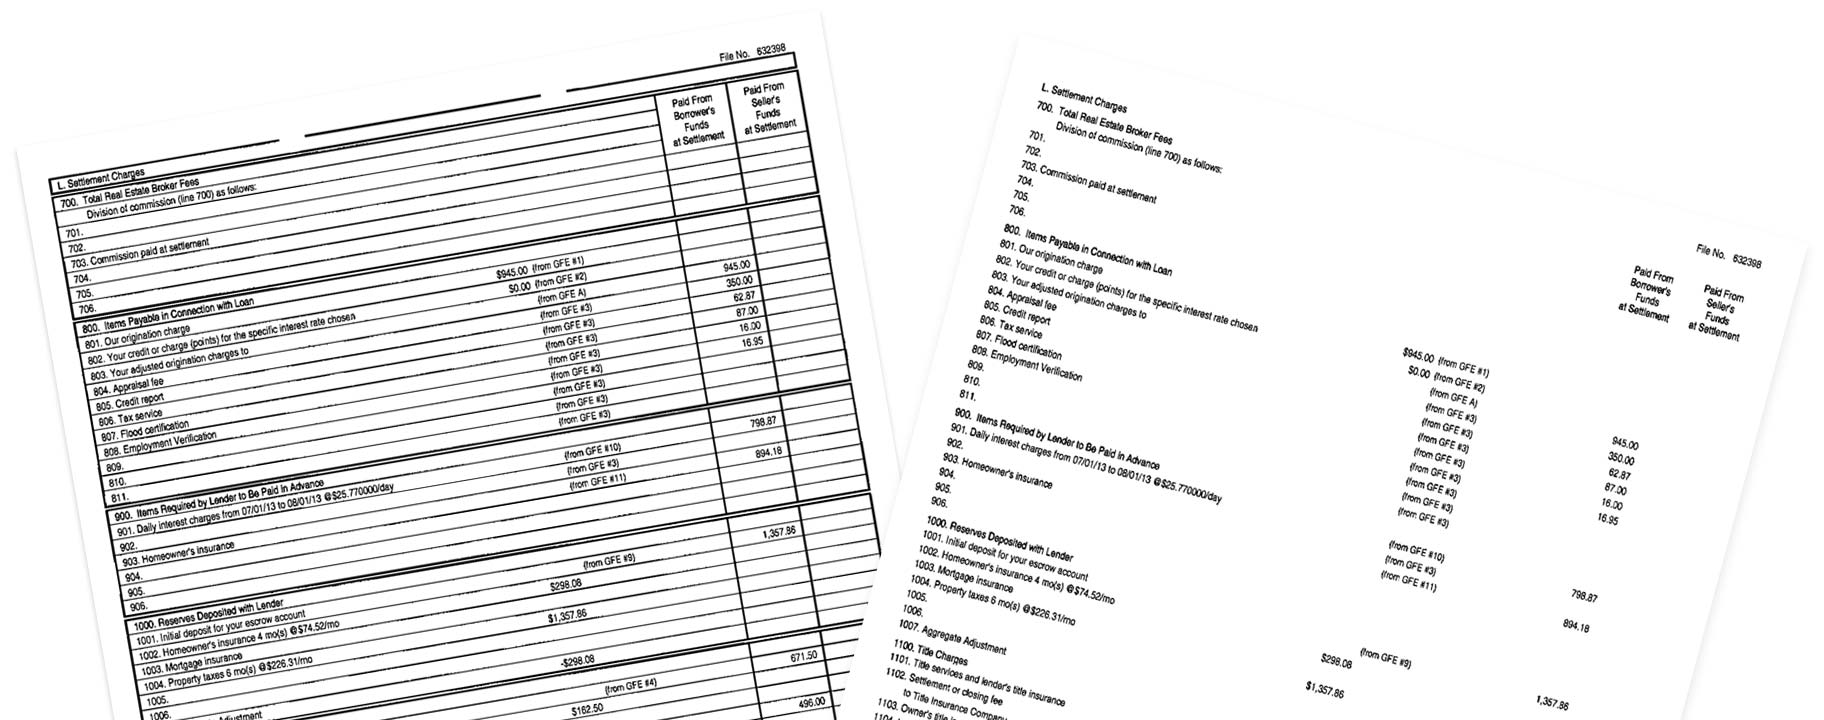 File No. 632398
Paid From Borrower's Funds at Settlement
Paid From Seller's Funds at Settlement
L. Settlement Charges
700. Total Real Estate Broker Fees
Division of commission (line 700) as follows:
701.
702.
703. Commission paid at settlement
704.
705.
706.
800. Items Payable in Connection with Loan
801. Our origination charge $945.00 (from GFE #1)
802. Your credit or charge (points) for the specific interest rate chosen $0.00 (from GFE #2)
803. Your adjusted origination charges to (from GFE A) 945.00
804. Appraisal fee (from GFE #3) 350.00
805. Credit report (from GFE #3) 62.87
806. Tax service (from GFE #3) 87.00
807. Flood certification (from GFE #3) 16.00
808. Employment Verification (from GFE #3) 16.95
809. (from GFE #3)
810. (from GFE #3)
811. (from GFE #3)
900. Items Required by Lender to Be Paid in Advance
901. Daily interest charges from 07/01/13 to 08/01/13 @$25.770000/day (from GFE #10) 798.87
902. (from GFE #3)
903. Homeowner's insurance (from GFE #11) 894.18
904.
905.
906.
1000. Reserves Deposited with Lender
1001. Initial deposit for your escrow account (from GFE #9) 1,357.86
1002. Homeowner's insurance 4 mo(s) @$74.52/mo $298.08
1003. Mortgage insurance
1004. Property taxes 6 mo(s) @$226.31/mo $1,357.86
1005.
1006.
Adjustment -$298.08
(from GFE #4) 671.50
$162.50
496.00
L. Settlement Charges
700. Total Real Estate Broker Fees
Division of commission (line 700) as follows:
701.
702.
703. Commission paid at settlement
704.
705.
706.
File No. 632398
Paid From Borrower's Funds at Settlement
Paid From Seller's Funds at Settlement
800. Items Payable in Connection with Loan
801. Our origination charge $945.00 (from GFE #1)
802. Your credit or charge (points) for the specific interest rate chosen $0.00 (from GFE #2)
803. Your adjusted origination charges to (from GFE A) 945.00
804. Appraisal fee (from GFE #3) 350.00
805. Credit report (from GFE #3) 62.87
806. Tax service (from GFE #3) 87.00
807. Flood certification (from GFE #3) 16.00
808. Employment Verification (from GFE #3) 16.95
809. (from GFE #3)
810. (from GFE #3)
811. (from GFE #3)
900. Items Required by Lender to Be Paid in Advance
901. Daily interest charges from 07/01/13 to 08/01/13 @$25.770000/day (from GFE #10) 798.87
902. (from GFE #3)
903. Homeowner's insurance (from GFE #11) 894.18
904.
905.
906.
1000. Reserves Deposited with Lender
1001. Initial deposit for your escrow account (from GFE #9) 1,357.86
1002. Homeowner's insurance 4 mo(s) @$74.52/mo $298.08
1003. Mortgage insurance
1004. Property taxes 6 mo(s) @$226.31/mo $1,357.86
1005.
1006.
1007. Aggregate Adjustment
1100. Title Charges
1101. Title services and lender's title insurance
1102. Settlement or closing fee
to Title Insurance Company
1103. Owner's title
1104.